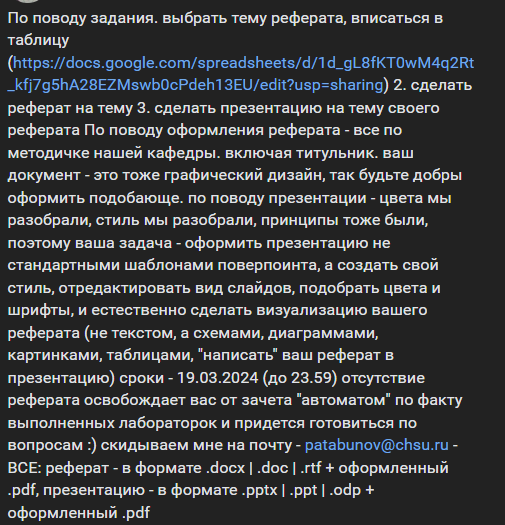 По поводу задания. выбрать тему реферата, вписаться в
таблицу
(https://docs.google.com/spreadsheets/d/1d_gL8fKT0wM4q2Rt
_kfj7g5hA28EZMswb0cPdeh13EU/edit?usp=sharing) 2. сделать
реферат на тему 3. сделать презентацию на тему своего
реферата По поводу оформления реферата - все по
методичке нашей кафедры. включая титульник. ваш
документ - это тоже графический дизайн, так будьте добры
оформить подобающе. по поводу презентации - цвета мы
разобрали, стиль мы разобрали, принципы тоже были,
поэтому ваша задача - оформить презентацию не
стандартными шаблонами поверпоинта, а создать свой
стиль, отредактировать вид слайдов, подобрать цвета и
шрифты, и естественно сделать визуализацию вашего
реферата (не текстом, а схемами, диаграммами,
картинками, таблицами, "написать" ваш реферат в
презентацию) сроки - 19.03.2024 (до 23.59) отсутствие
реферата освобождает вас от зачета "автоматом" по факту
выполненных лабораторок и придется готовиться по
вопросам :) скидываем мне на почту - patabunov@chsu.ru -
ВСЕ: реферат - в формате .docx | .doc | .rtf + оформленный
.pdf, презентацию - в формате .pptx | .ppt | .odp +
оформленный .pdf